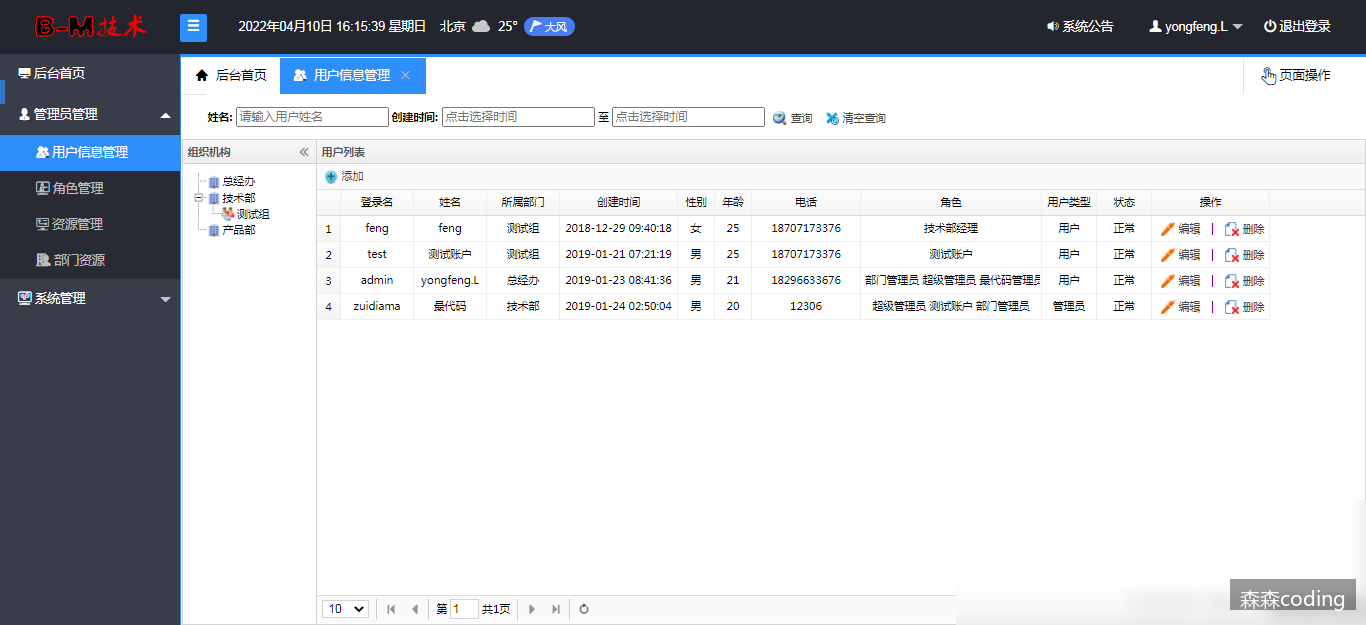 B-M技术
2022年04月10日 16:15:39 星期日 北京 25° 大风 系统公告 yongfeng.L 退出登录
后台首页
管理员管理
用户信息管理
角色管理
资源管理
部门资源
系统管理
后台首页 用户信息管理 页面操作
姓名: 请输入用户姓名 创建时间: 点击选择时间 至 点击选择时间 查询 清空查询
组织机构
总经办
技术部
测试组
产品部
用户列表
添加
登录名 姓名 所属部门 创建时间 性别 年龄 电话 角色 用户类型 状态 操作
1 feng feng 测试组 2018-12-29 09:40:18 女 25 18707173376 技术部经理 用户 正常 编辑 | 删除
2 test 测试账户 测试组 2019-01-21 07:21:19 男 25 18707173376 测试账户 用户 正常 编辑 | 删除
3 admin yongfeng.L 总经办 2019-01-23 08:41:36 男 21 18296633676 部门管理员 超级管理员 最代码管理员 用户 正常 编辑 | 删除
4 zuidiama 最代码 技术部 2019-01-24 02:50:04 男 20 12306 超级管理员 测试账户 部门管理员 管理员 正常 编辑 | 删除
10 第 1 共1页
森森coding